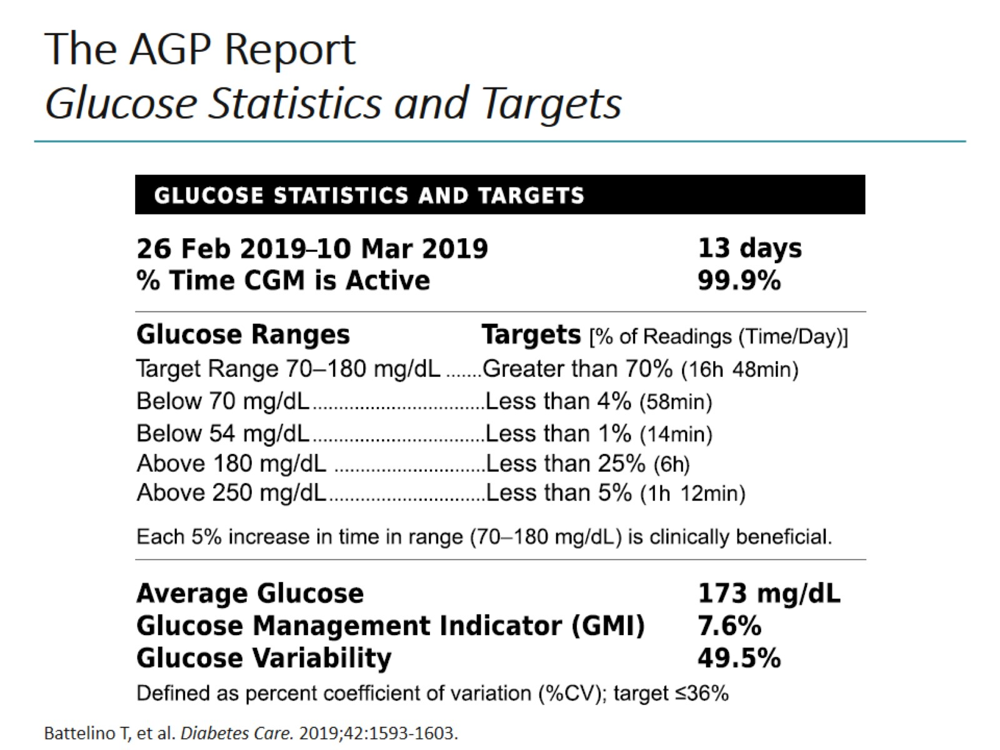 The AGP Report
Glucose Statistics and Targets
GLUCOSE STATISTICS AND TARGETS
26 Feb 2019–10 Mar 2019 13 days
% Time CGM is Active 99.9%
Glucose Ranges Targets [% of Readings (Time/Day)]
Target Range 70–180 mg/dL .......Greater than 70% (16h 48min)
Below 70 mg/dL.................................Less than 4% (58min)
Below 54 mg/dL.................................Less than 1% (14min)
Above 180 mg/dL .............................Less than 25% (6h)
Above 250 mg/dL..............................Less than 5% (1h 12min)
Each 5% increase in time in range (70–180 mg/dL) is clinically beneficial.
Average Glucose 173 mg/dL
Glucose Management Indicator (GMI) 7.6%
Glucose Variability 49.5%
Defined as percent coefficient of variation (%CV); target ≤36%
Battelino T, et al. Diabetes Care. 2019;42:1593-1603.